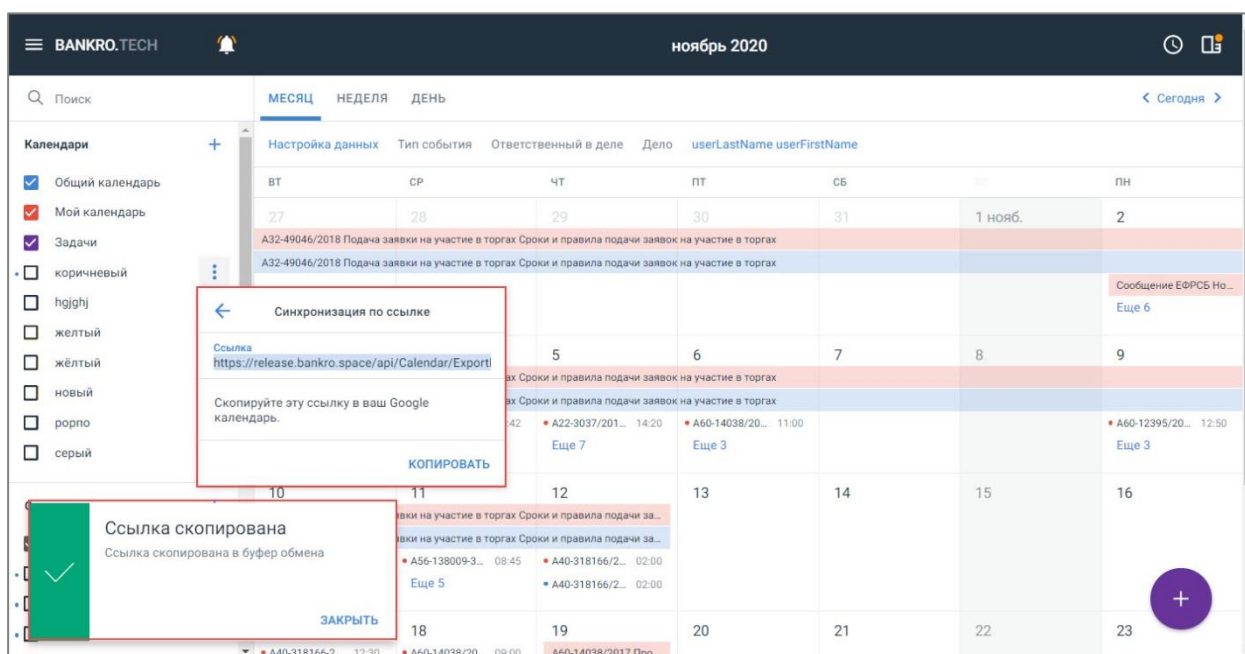 BANKRO.TECH
ноябрь 2020
Поиск
МЕСЯЦ НЕДЕЛЯ ДЕНЬ
Сегодня
Календари
Настройка данных Тип события Ответственный в деле Дело userLastName userFirstName
Общий календарь
Мой календарь
Задачи
коричневый
hgjghj
желтый
жёлтый
новый
рорпо
серый
ВТ СР ЧТ ПТ СБ ПН
27 28 29 30 31 1 нояб. 2
А32-49046/2018 Подача заявки на участие в торгах Сроки и правила подачи заявок на участие в торгах
А32-49046/2018 Подача заявки на участие в торгах Сроки и правила подачи заявок на участие в торгах
Сообщение ЕФРСБ Но...
Еще 6
Синхронизация по ссылке
Ссылка
https://release.bankro.space/api/Calendar/Export
Скопируйте эту ссылку в ваш Google
календарь.
КОПИРОВАТЬ
5 6 7 8 9
ах Сроки и правила подачи заявок на участие в торгах
ах Сроки и правила подачи заявок на участие в торгах
:42 А22-3037/201... 14:20 А60-14038/20... 11:00 А60-12395/20... 12:50
Еще 7 Еще 3 Еще 3
10 11 12 13 14 15 16
вки на участие в торгах Сроки и правила подачи за...
вки на участие в торгах Сроки и правила подачи за...
А56-138009-3... 08:45 А40-318166/2... 02:00
Еще 5 А40-318166/2... 02:00
Ссылка скопирована
Ссылка скопирована в буфер обмена
ЗАКРЫТЬ
18 19 20 21 22 23
А40-318166-2... 12:30 А60-14038/20... 09:00 А60-14038/2017 Про...